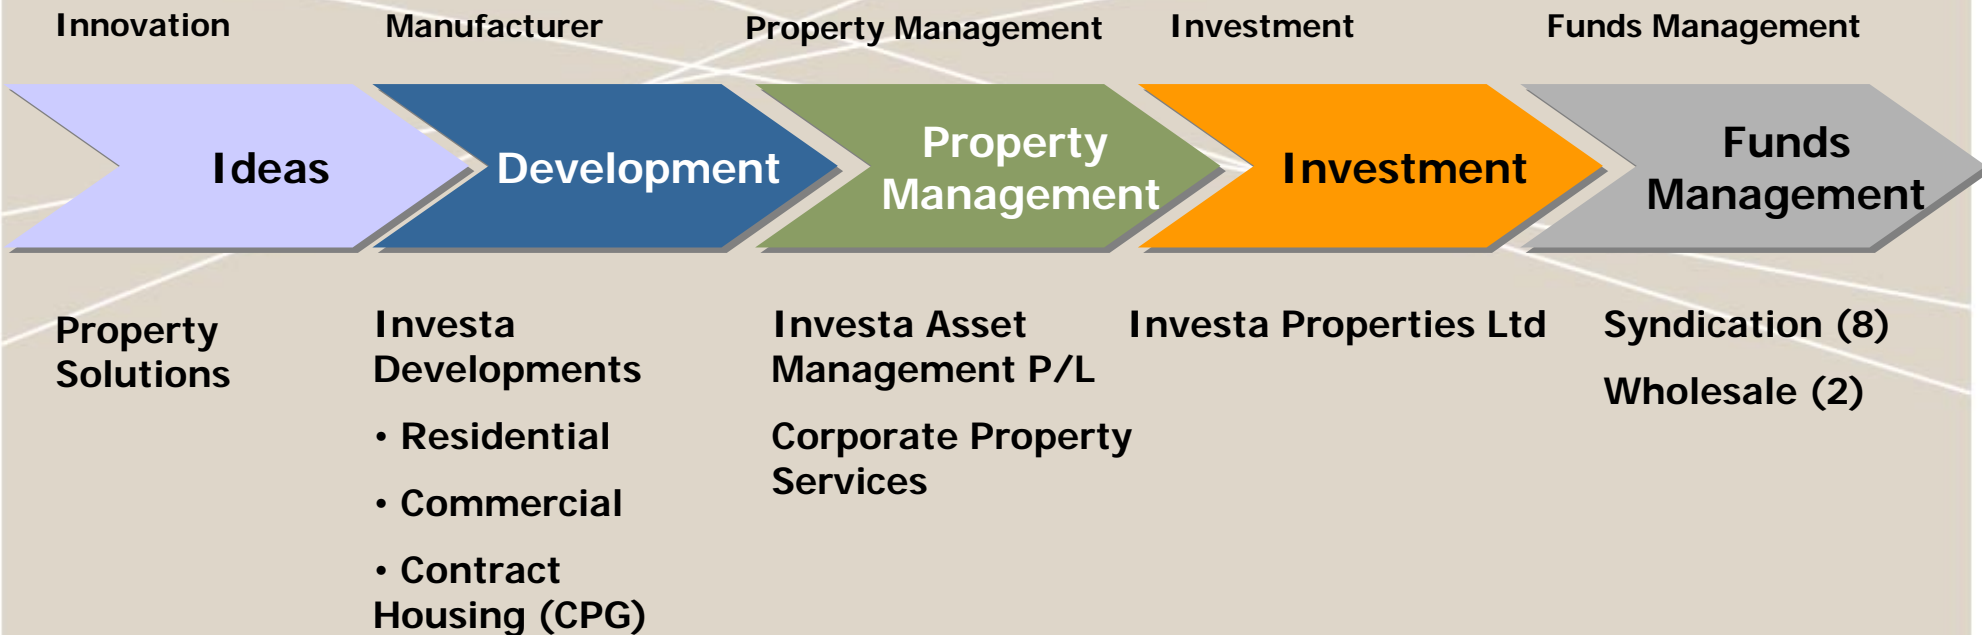 Innovation
Manufacturer
Property Management
Investment
Funds Management
Ideas
Development
Property
Management
Investment
Funds
Management
Property
Solutions
Investa
Developments
• Residential
• Commercial
• Contract
Housing (CPG)
Investa Asset
Management P/L
Corporate Property
Services
Investa Properties Ltd
Syndication (8)
Wholesale (2)